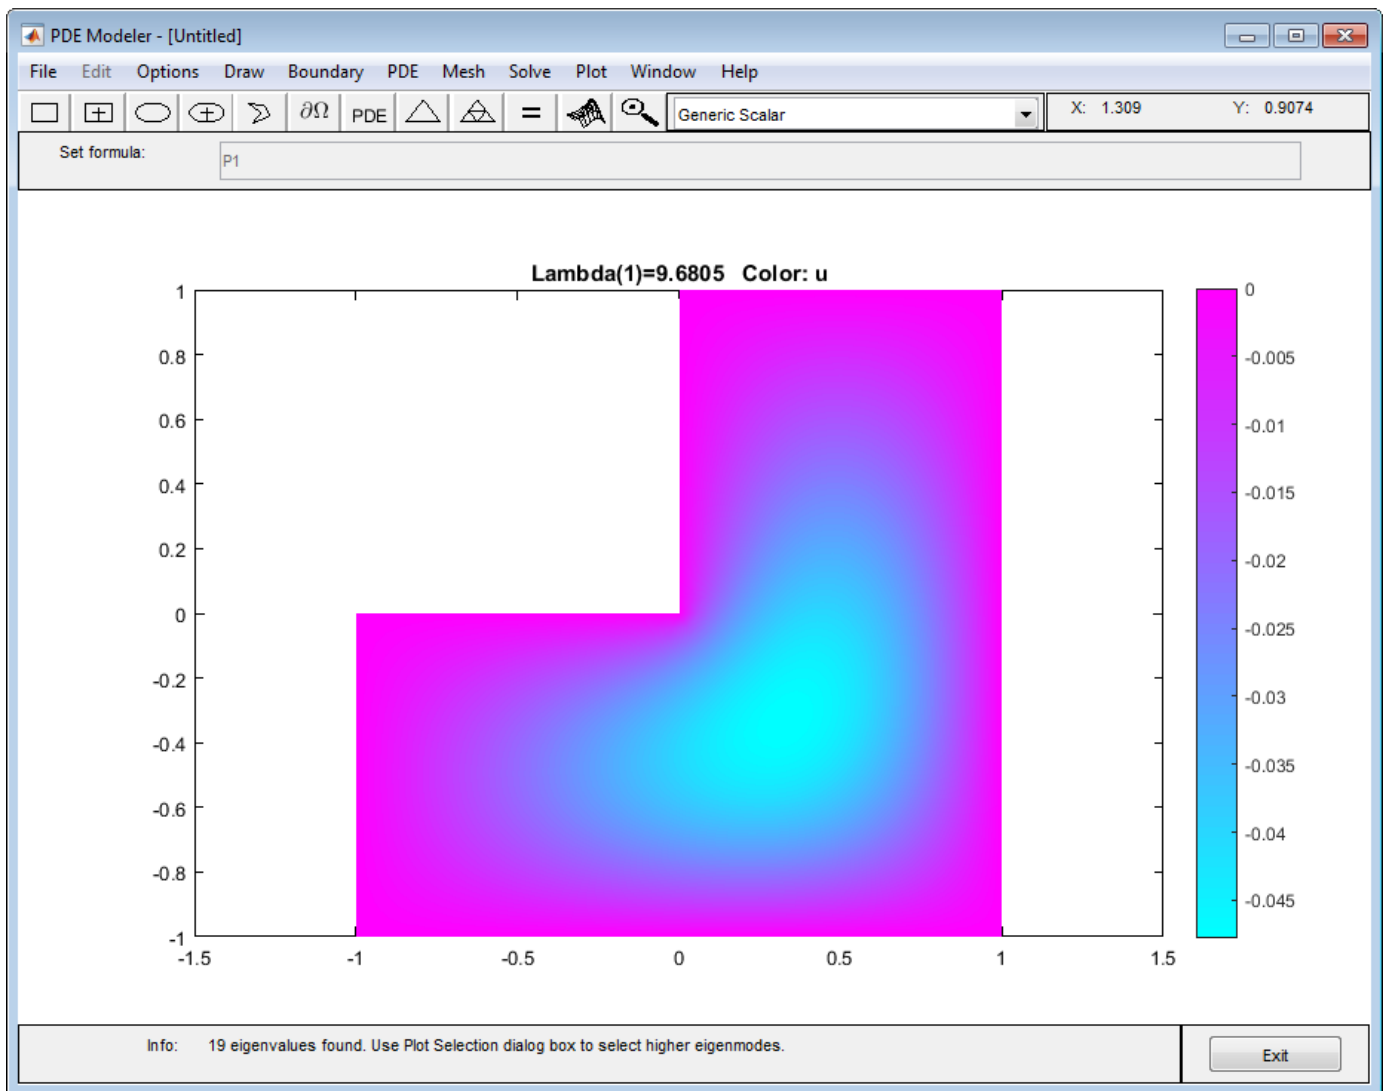 PDE Modeler - [Untitled]
File Edit Options Draw Boundary PDE Mesh Solve Plot Window Help
∂Ω PDE = Generic Scalar X: 1.309 Y: 0.9074
Set formula: P1
Lambda(1)=9.6805 Color: u
1
0.8
0.6
0.4
0.2
0
-0.2
-0.4
-0.6
-0.8
-1
-1.5 -1 -0.5 0 0.5 1 1.5
0
-0.005
-0.01
-0.015
-0.02
-0.025
-0.03
-0.035
-0.04
-0.045
Info: 19 eigenvalues found. Use Plot Selection dialog box to select higher eigenmodes.
Exit